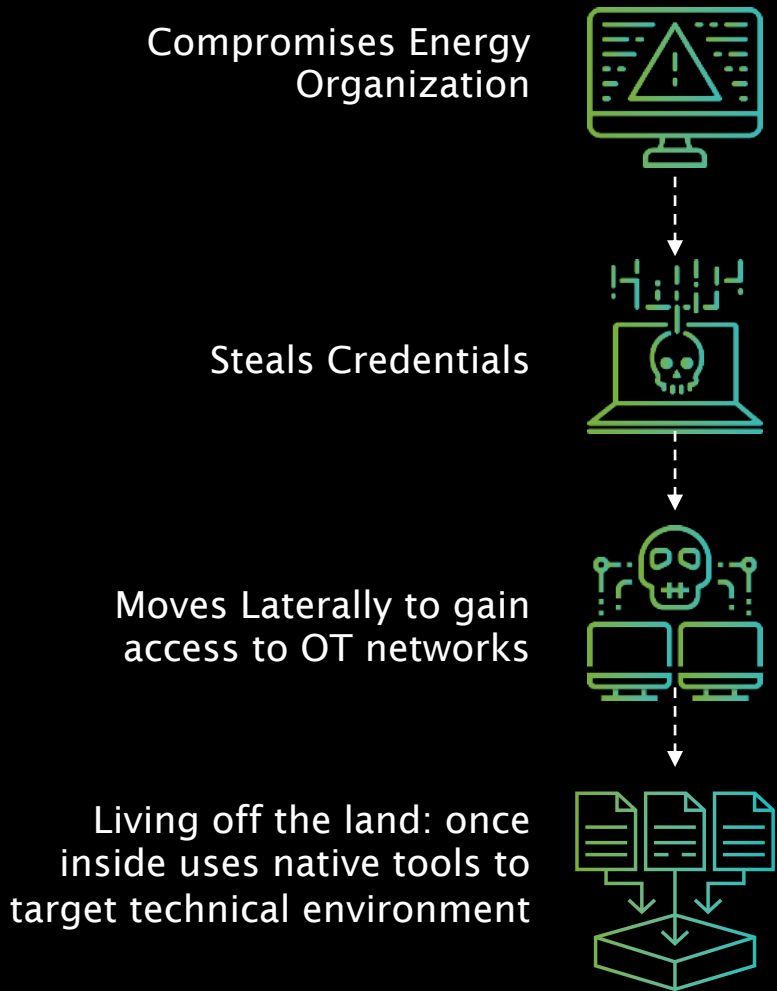 Compromises Energy
Organization
Steals Credentials
Moves Laterally to gain
access to OT networks
Living off the land: once
inside uses native tools to
target technical environment